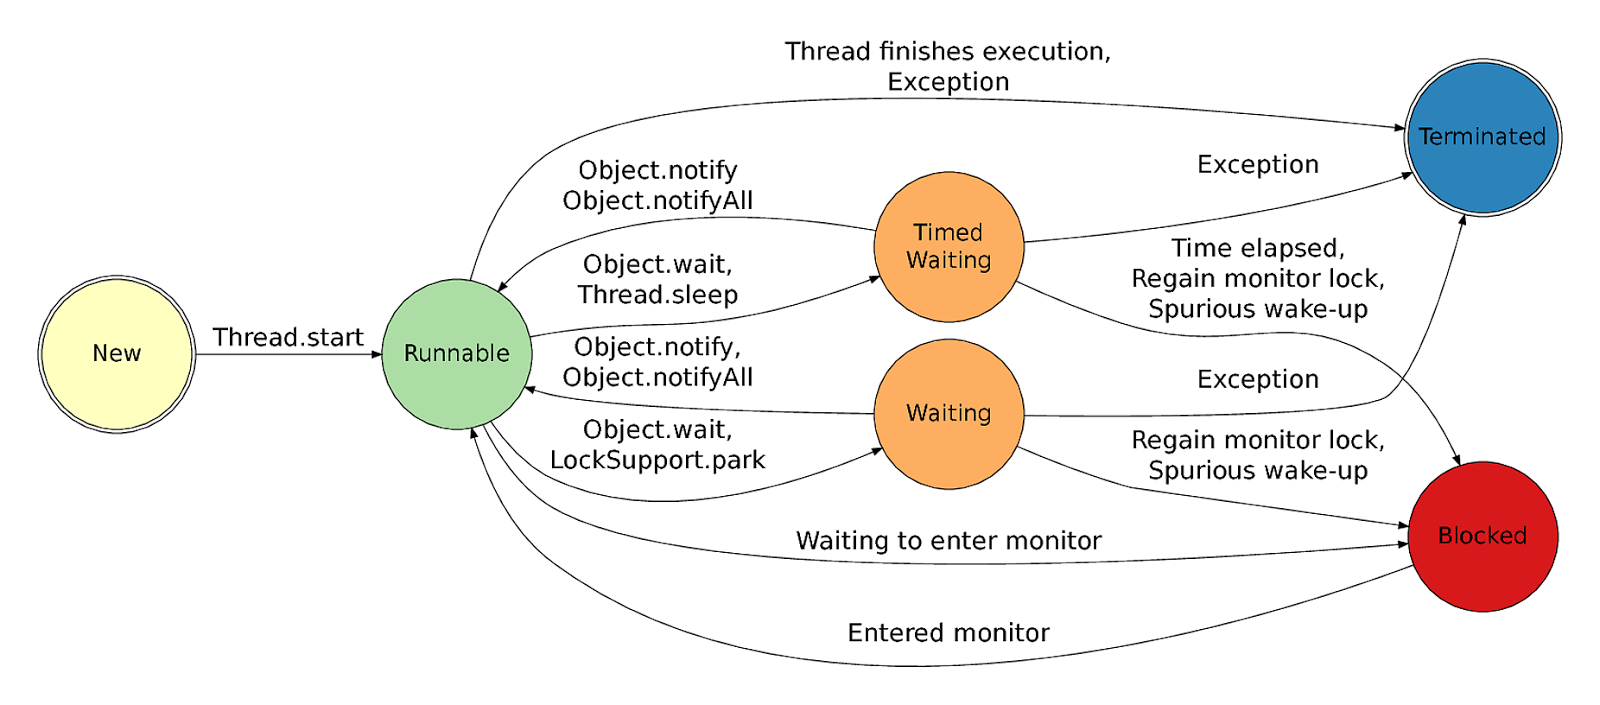 Thread finishes execution,
Exception
Terminated
Exception
Object.notify
Object.notifyAll
Timed
Waiting
Time elapsed,
Regain monitor lock,
Spurious wake-up
Object.wait,
Thread.sleep
New
Thread.start
Runnable
Object.notify,
Object.notifyAll
Waiting
Exception
Object.wait,
LockSupport.park
Regain monitor lock,
Spurious wake-up
Waiting to enter monitor
Blocked
Entered monitor